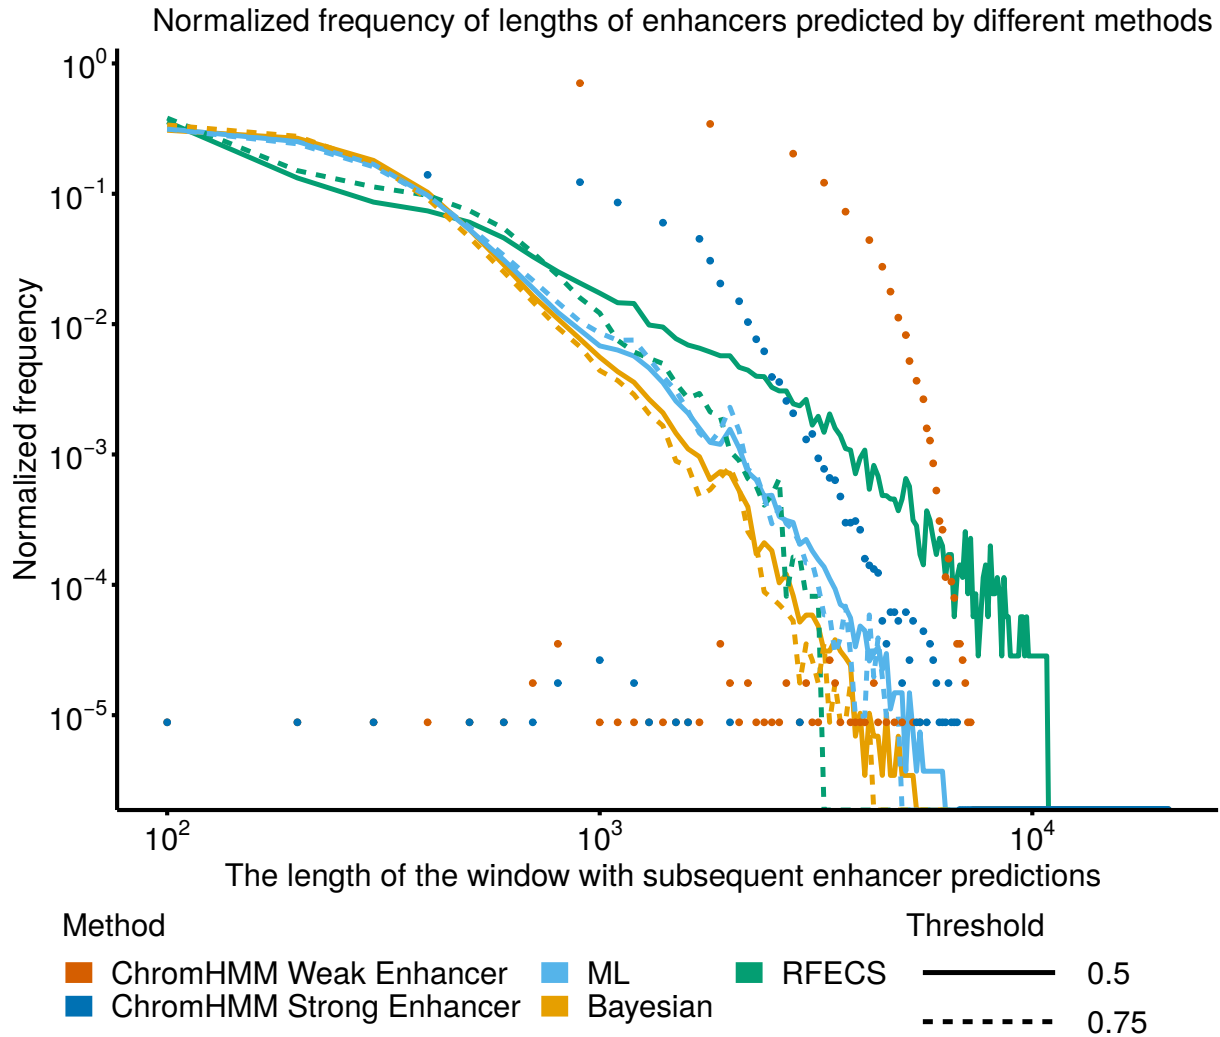 Normalized frequency of lengths of enhancers predicted by different methods
Normalized frequency
10^0
10^−1
10^−2
10^−3
10^−4
10^−5
10^2 10^3 10^4
The length of the window with subsequent enhancer predictions
Method
ChromHMM Weak Enhancer
ChromHMM Strong Enhancer
ML
Bayesian
RFECS
Threshold
0.5
0.75